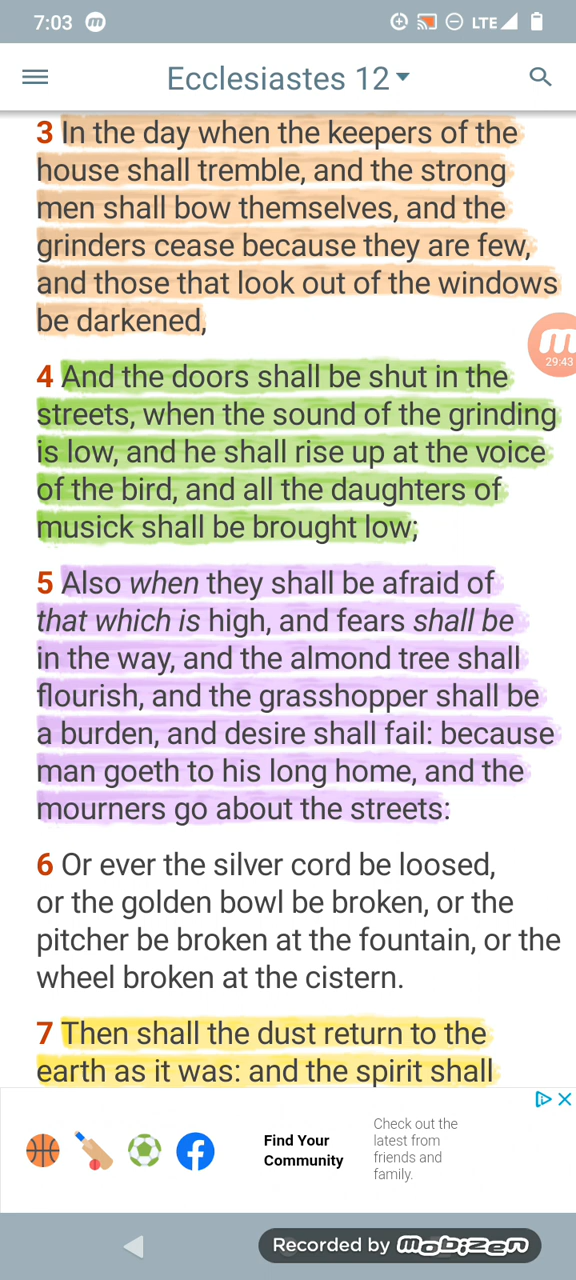 7:03 m LTE
Ecclesiastes 12
3 In the day when the keepers of the
house shall tremble, and the strong
men shall bow themselves, and the
grinders cease because they are few,
and those that look out of the windows
be darkened,
m
29:43
4 And the doors shall be shut in the
streets, when the sound of the grinding
is low, and he shall rise up at the voice
of the bird, and all the daughters of
musick shall be brought low;
5 Also when they shall be afraid of
that which is high, and fears shall be
in the way, and the almond tree shall
flourish, and the grasshopper shall be
a burden, and desire shall fail: because
man goeth to his long home, and the
mourners go about the streets:
6 Or ever the silver cord be loosed,
or the golden bowl be broken, or the
pitcher be broken at the fountain, or the
wheel broken at the cistern.
7 Then shall the dust return to the
earth as it was: and the spirit shall
Find Your
Community
Check out the
latest from
friends and
family.
Recorded by mobizen